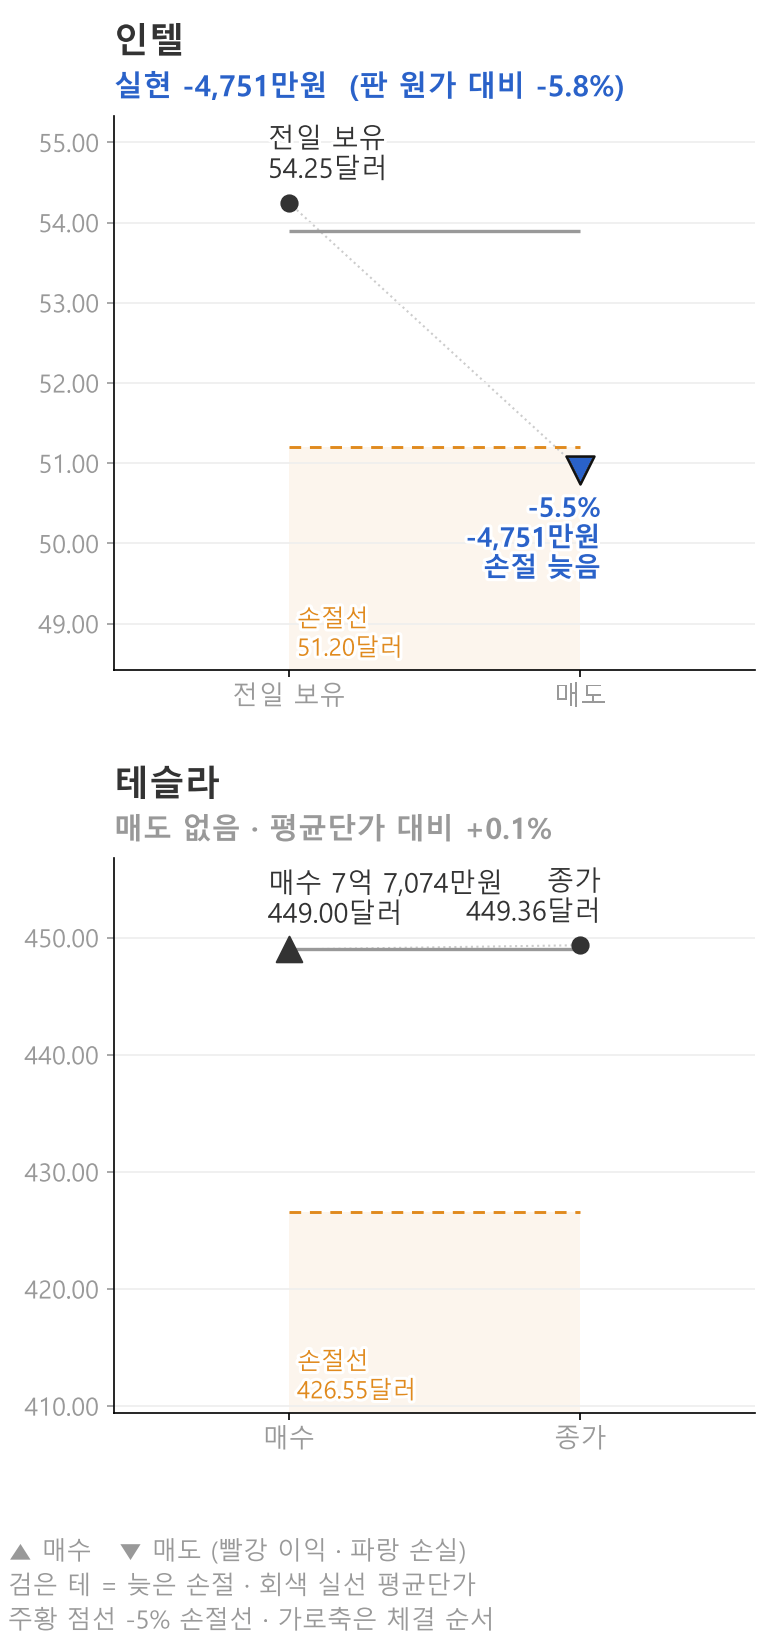 인텔
실현 -4,751만원 (판 원가 대비 -5.8%)
전일 보유
54.25달러
55.00
54.00
53.00
52.00
51.00
50.00
49.00
-5.5%
-4,751만원
손절 늦음
손절선
51.20달러
전일 보유
매도
테슬라
매도 없음 · 평균단가 대비 +0.1%
매수 7억 7,074만원
449.00달러
종가
449.36달러
450.00
440.00
430.00
420.00
410.00
손절선
426.55달러
매수
종가
▲ 매수 ▼ 매도 (빨강 이익 · 파랑 손실)
검은 테 = 늦은 손절 · 회색 실선 평균단가
주황 점선 -5% 손절선 · 가로축은 체결 순서